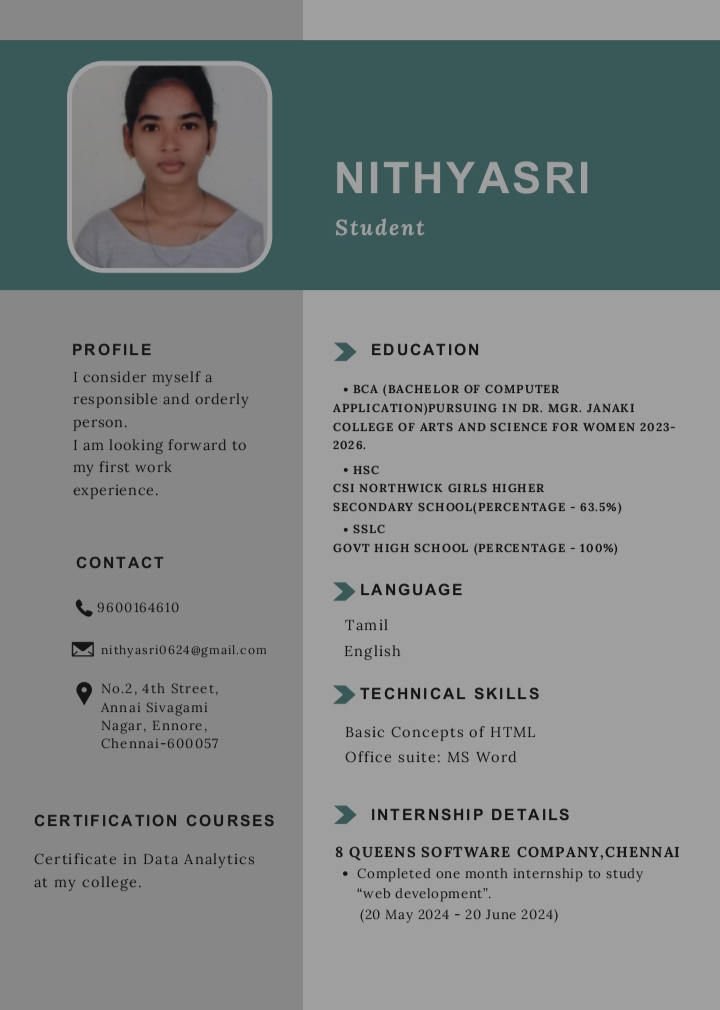 NITHYASRI
Student
PROFILE
I consider myself a
responsible and orderly
person.
I am looking forward to
my first work
experience.
CONTACT
9600164610
nithyasri0624@gmail.com
No.2, 4th Street,
Annai Sivagami
Nagar, Ennore,
Chennai-600057
CERTIFICATION COURSES
Certificate in Data Analytics
at my college.
EDUCATION
• BCA (BACHELOR OF COMPUTER
APPLICATION)PURSUING IN DR. MGR. JANAKI
COLLEGE OF ARTS AND SCIENCE FOR WOMEN 2023-
2026.
• HSC
CSI NORTHWICK GIRLS HIGHER
SECONDARY SCHOOL(PERCENTAGE - 63.5%)
• SSLC
GOVT HIGH SCHOOL (PERCENTAGE - 100%)
LANGUAGE
Tamil
English
TECHNICAL SKILLS
Basic Concepts of HTML
Office suite: MS Word
INTERNSHIP DETAILS
8 QUEENS SOFTWARE COMPANY,CHENNAI
• Completed one month internship to study
“web development”.
(20 May 2024 - 20 June 2024)